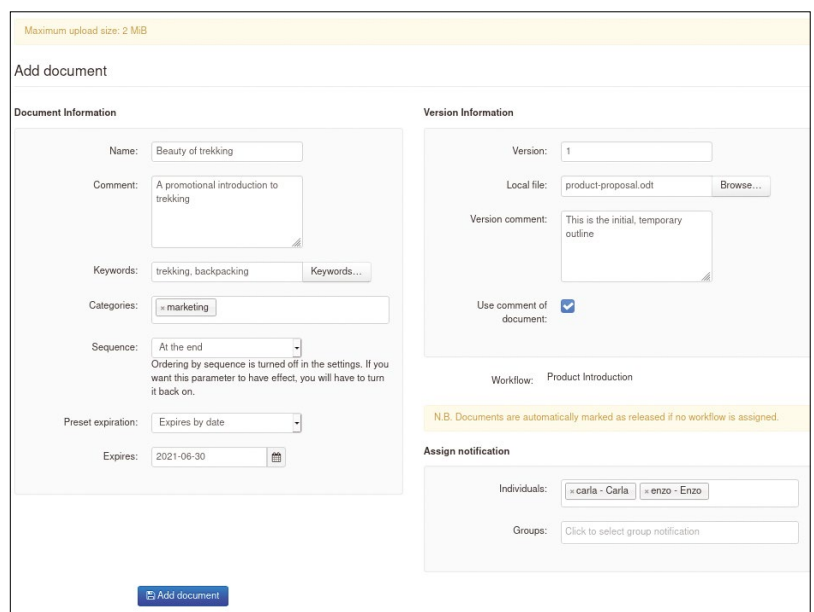 Maximum upload size: 2 MiB
Add document
Document Information
Name: Beauty of trekking
Comment: A promotional introduction to
trekking
Keywords: trekking, backpacking Keywords...
Categories: × marketing
Sequence: At the end
Ordering by sequence is turned off in the settings. If you
want this parameter to have effect, you will have to turn
it back on.
Preset expiration: Expires by date
Expires: 2021-06-30
Version Information
Version: 1
Local file: product-proposal.odt Browse...
Version comment: This is the initial, temporary
outline
Use comment of
document:
Workflow: Product Introduction
N.B. Documents are automatically marked as released if no workflow is assigned.
Assign notification
Individuals: × carla - Carla × enzo - Enzo
Groups: Click to select group notification
Add document